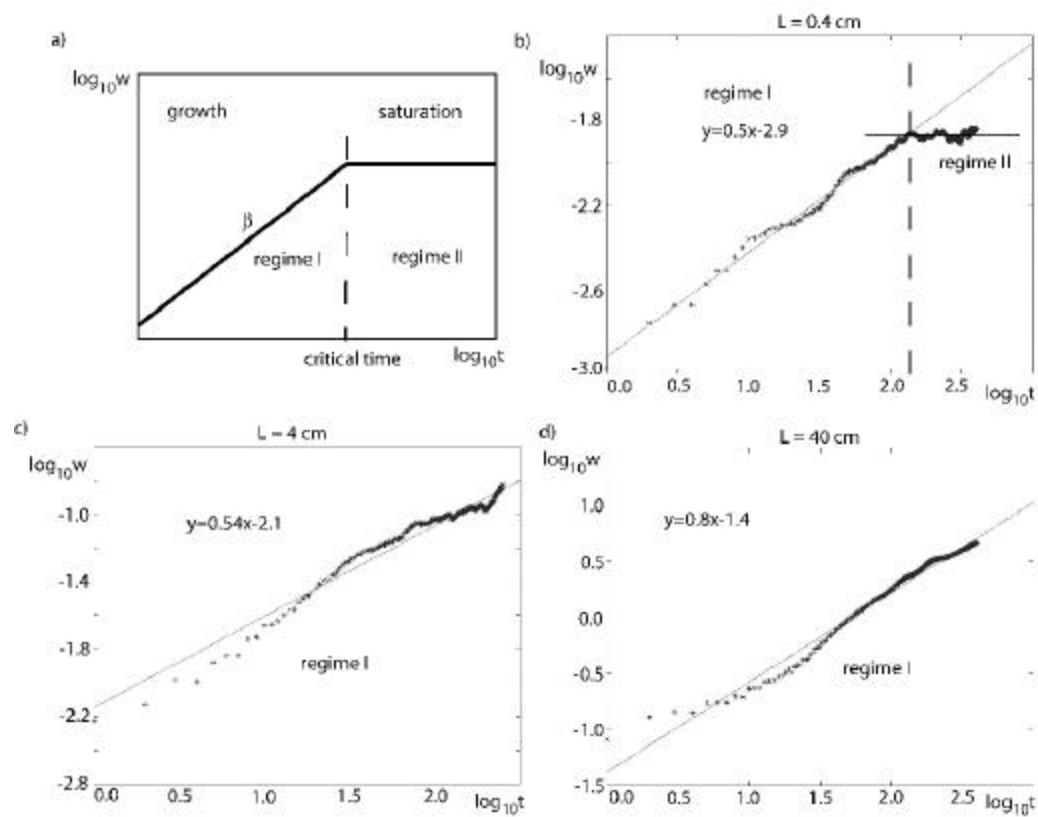 a)
log10w
growth
saturation
β
regime I
regime II
critical time
log10t
b)
L = 0.4 cm
log10w
regime I
y=0.5x-2.9
regime II
-1.8
-2.2
-2.6
-3.0
0.0 0.5 1.0 1.5 2.0 2.5
log10t
c)
L = 4 cm
log10w
y=0.54x-2.1
regime I
-1.0
-1.4
-1.8
-2.2
-2.8
0.0 0.5 1.0 1.5 2.0
log10t
d)
L = 40 cm
log10w
y=0.8x-1.4
regime I
1.0
0.5
0.0
-0.5
-1.0
-1.5
0.0 0.5 1.0 1.5 2.0 2.5
log10t